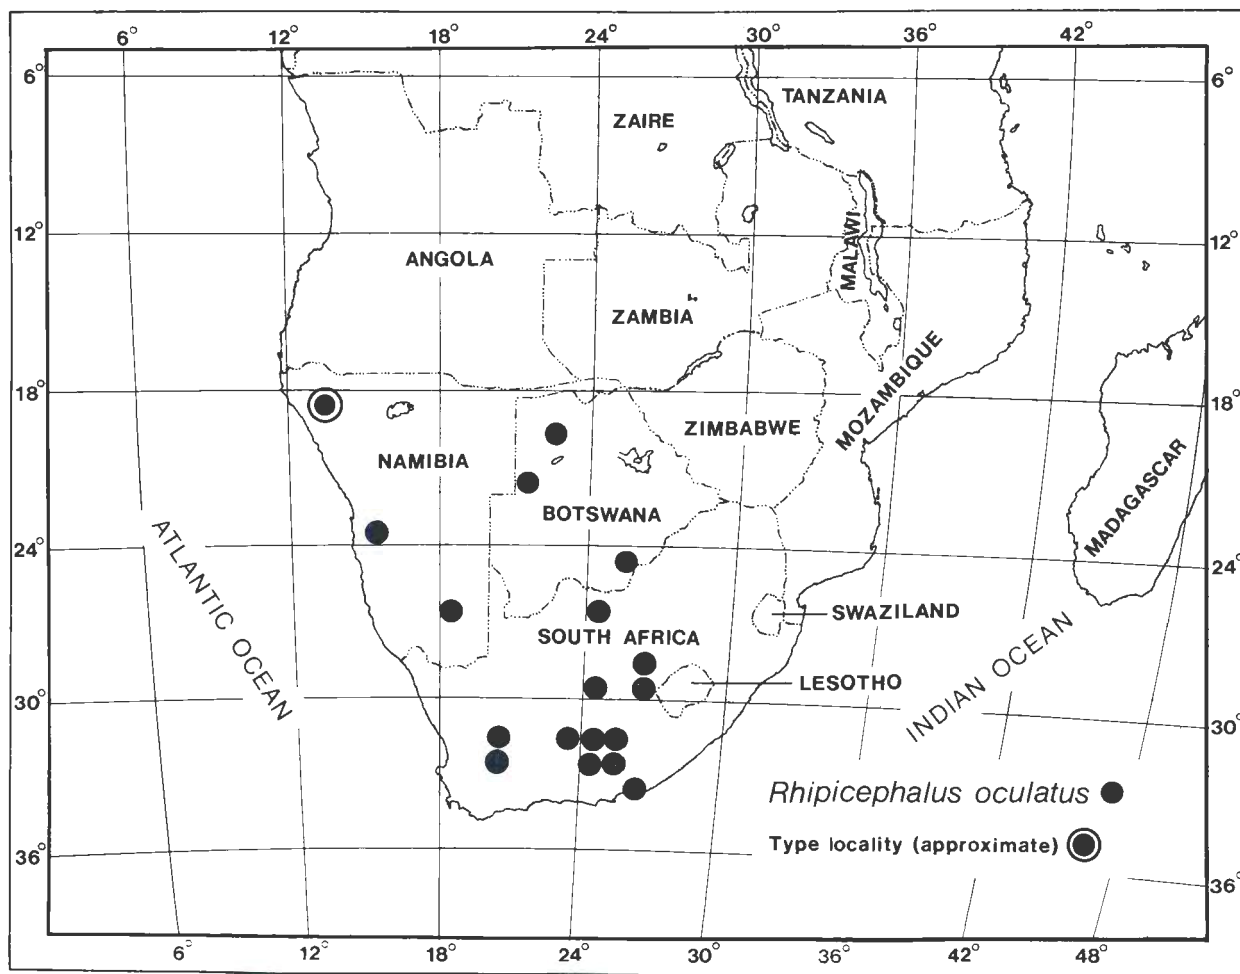 6° 12° 18° 24° 30° 36° 42°
6° 6°
TANZANIA
ZAIRE
MALAWI
12° 12°
ANGOLA
ZAMBIA
MOZAMBIQUE
18° 18°
ZIMBABWE
NAMIBIA
MADAGASCAR
BOTSWANA
ATLANTIC OCEAN
24° 24°
SWAZILAND
SOUTH AFRICA
INDIAN OCEAN
LESOTHO
30° 30°
Rhipicephalus oculatus
Type locality (approximate)
36° 36°
6° 12° 18° 24° 30° 36° 42° 48°